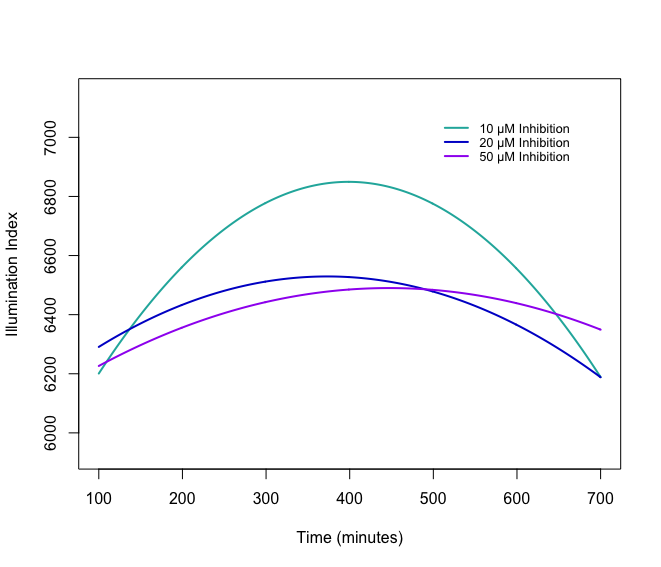 10 µM Inhibition
20 µM Inhibition
50 µM Inhibition
7000
6800
6600
6400
6200
6000
Illumination Index
100 200 300 400 500 600 700
Time (minutes)